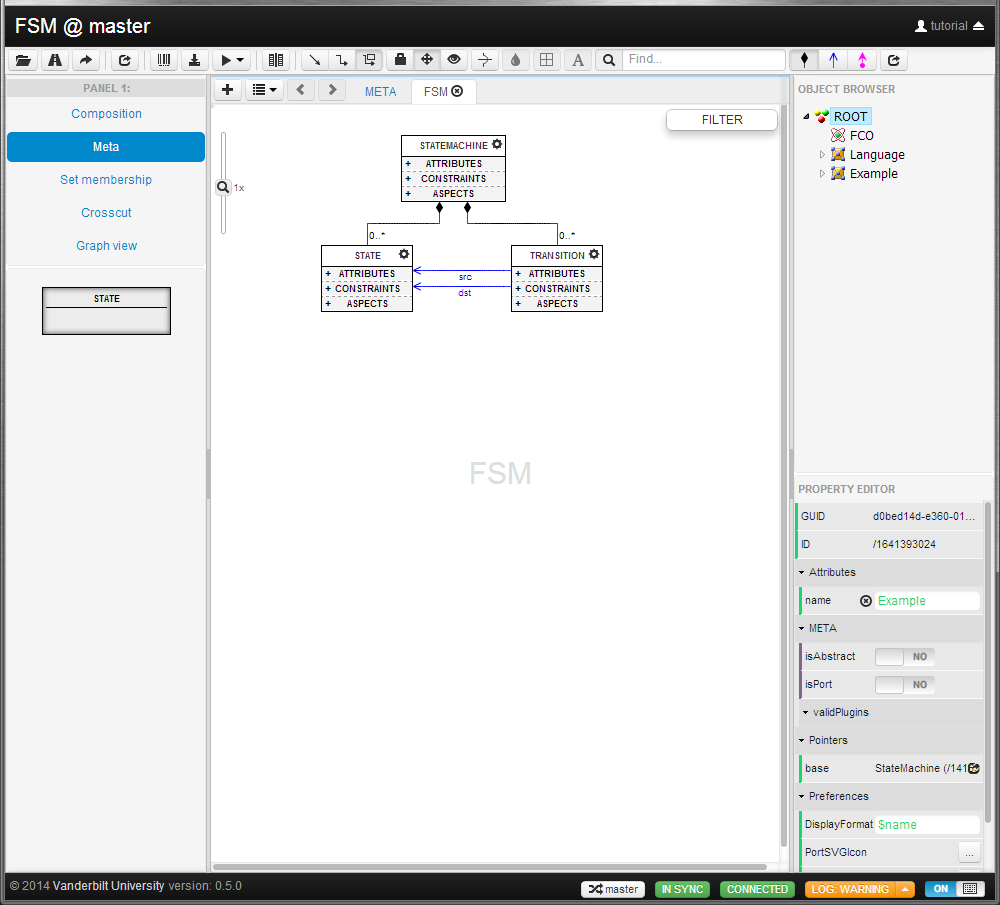 FSM @ master
tutorial
Find...
PANEL 1:
Composition
Meta
Set membership
Crosscut
Graph view
STATE
META
FSM
FILTER
1x
STATEMACHINE
+ ATTRIBUTES
+ CONSTRAINTS
+ ASPECTS
0..*
0..*
STATE
+ ATTRIBUTES
+ CONSTRAINTS
+ ASPECTS
src
dst
TRANSITION
+ ATTRIBUTES
+ CONSTRAINTS
+ ASPECTS
FSM
OBJECT BROWSER
ROOT
FCO
Language
Example
PROPERTY EDITOR
GUID d0bed14d-e360-01...
ID /1641393024
Attributes
name Example
META
isAbstract NO
isPort NO
validPlugins
Pointers
base StateMachine (/141
Preferences
DisplayFormat $name
PortSVGIcon ...
© 2014 Vanderbilt University version: 0.5.0
master
IN SYNC
CONNECTED
LOG: WARNING
ON